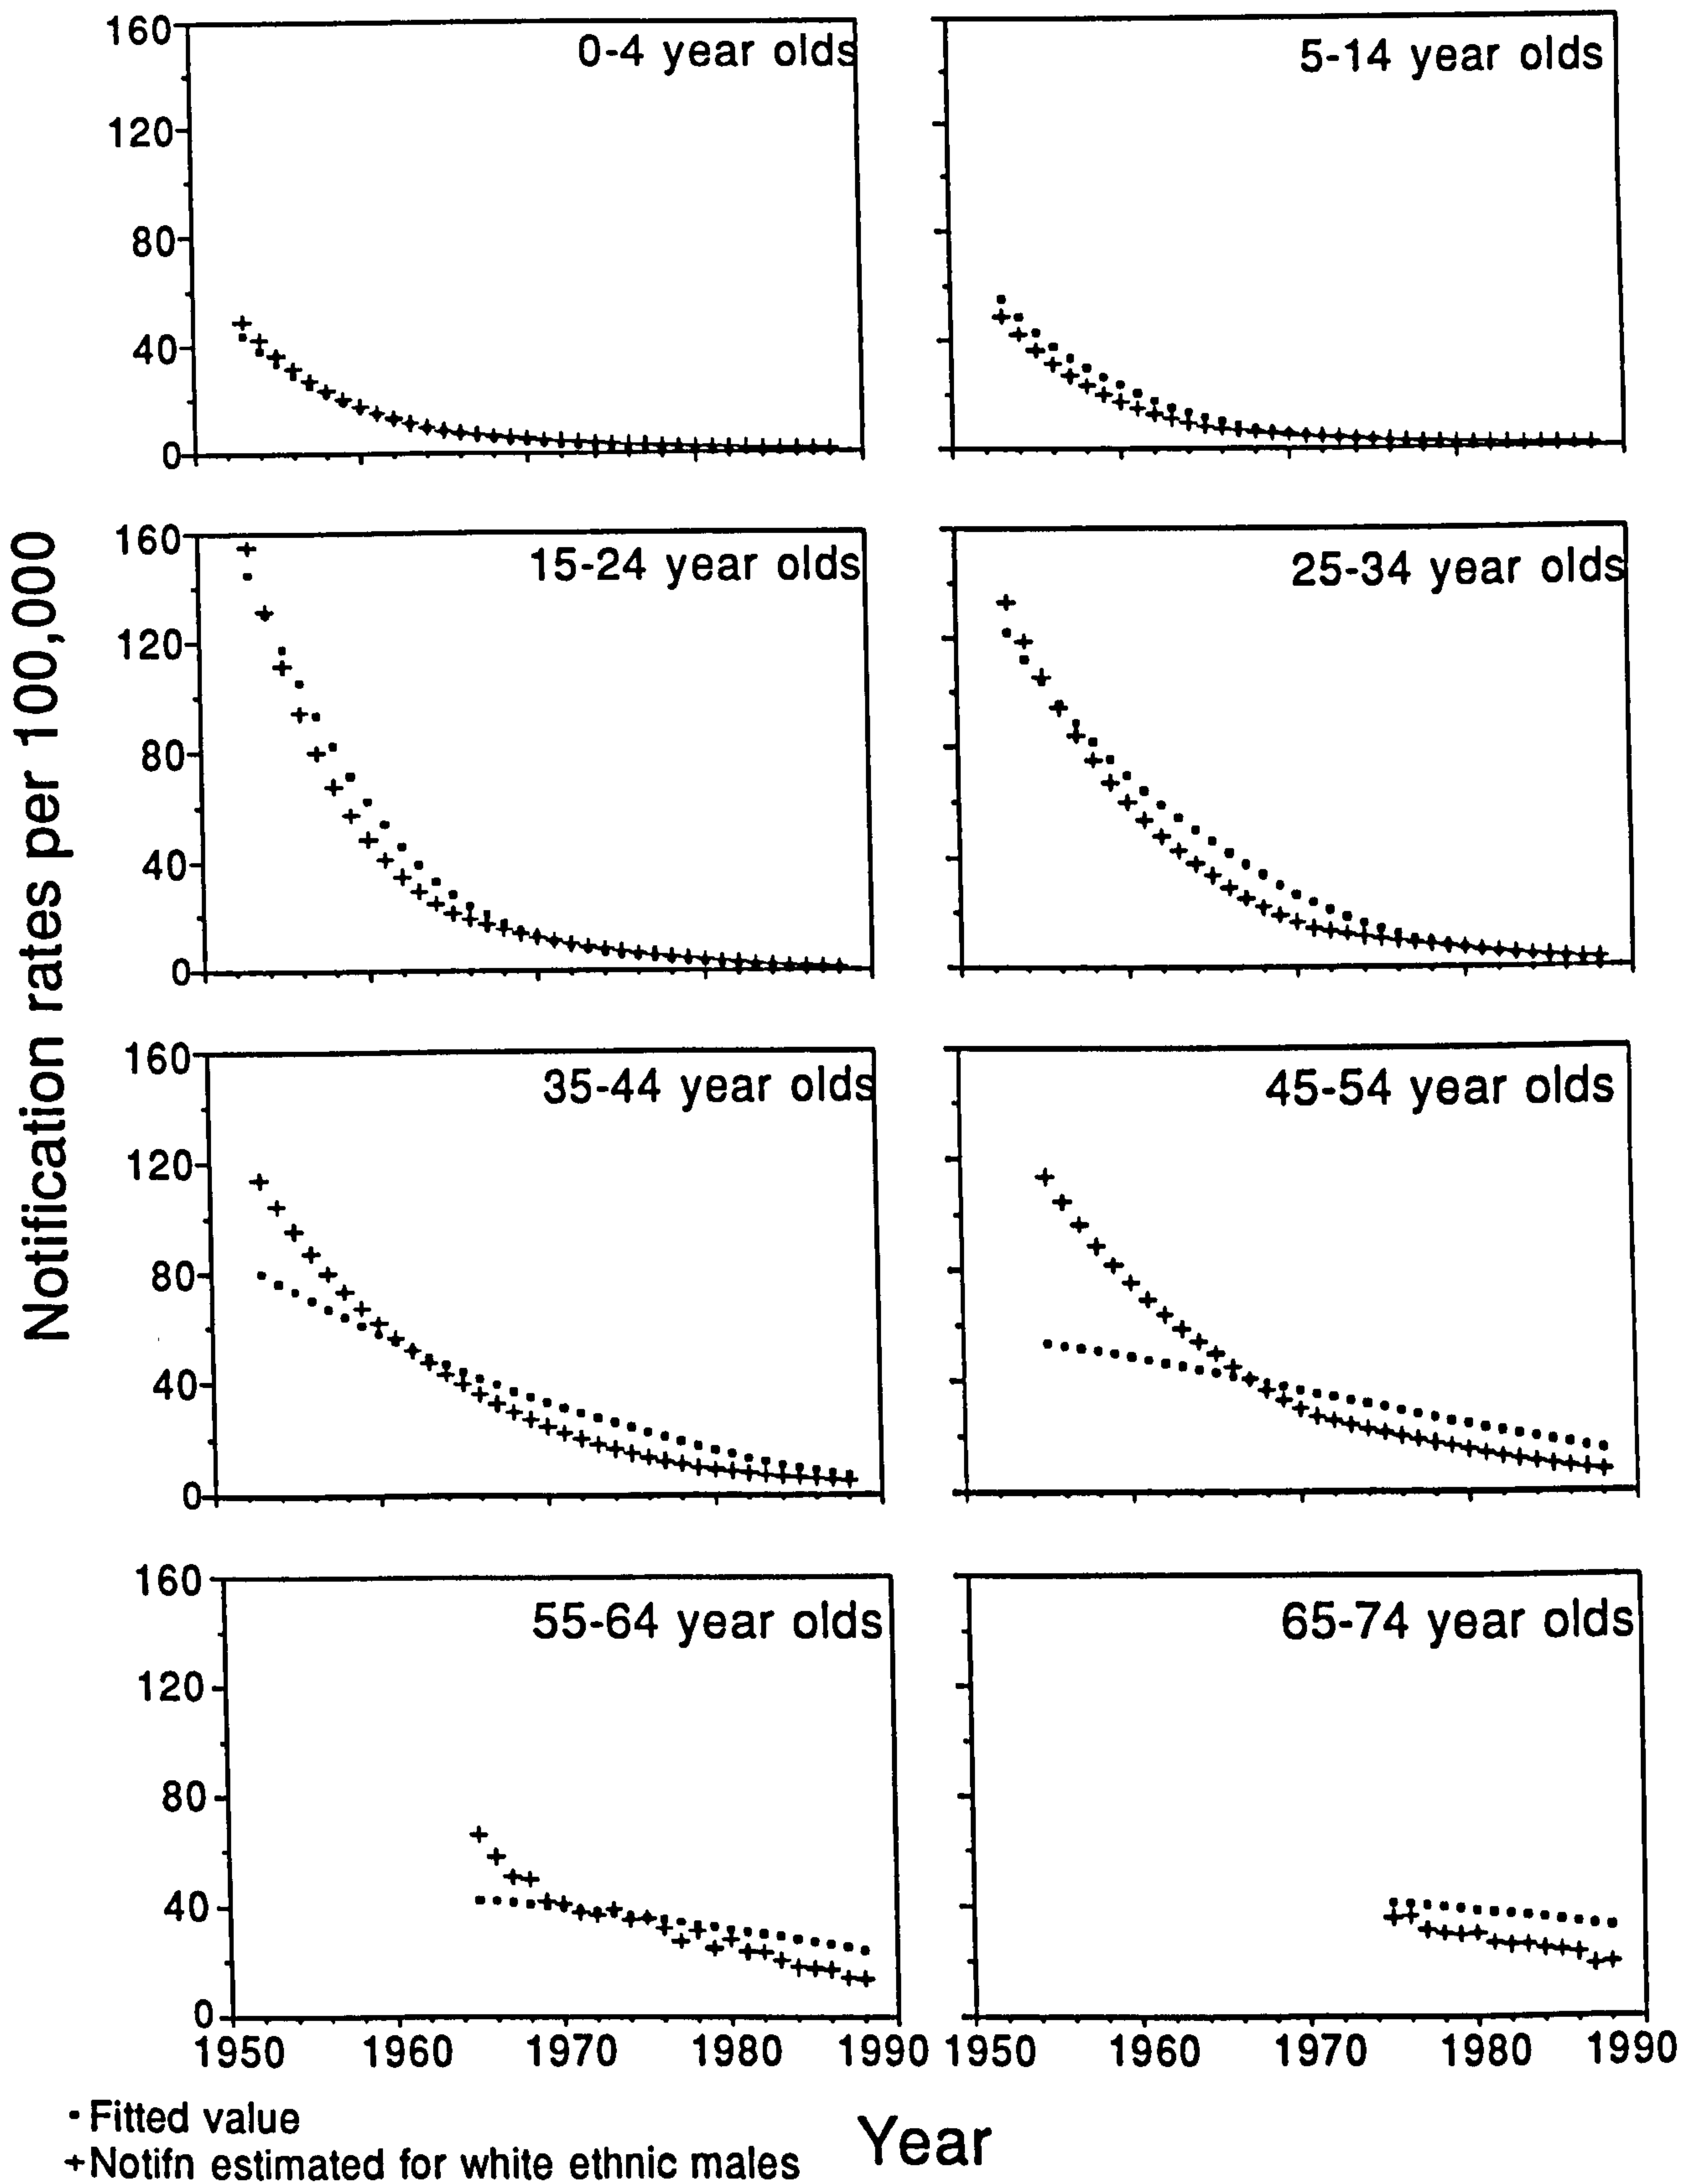 160
120
80
40
0
0-4 year olds
5-14 year olds
Notification rates per 100,000
160
120
80
40
0
15-24 year olds
25-34 year olds
160
120
80
40
0
35-44 year olds
45-54 year olds
160
120
80
40
0
55-64 year olds
65-74 year olds
1950 1960 1970 1980 1990
1950 1960 1970 1980 1990
Fitted value
+Notifn estimated for white ethnic males
Year